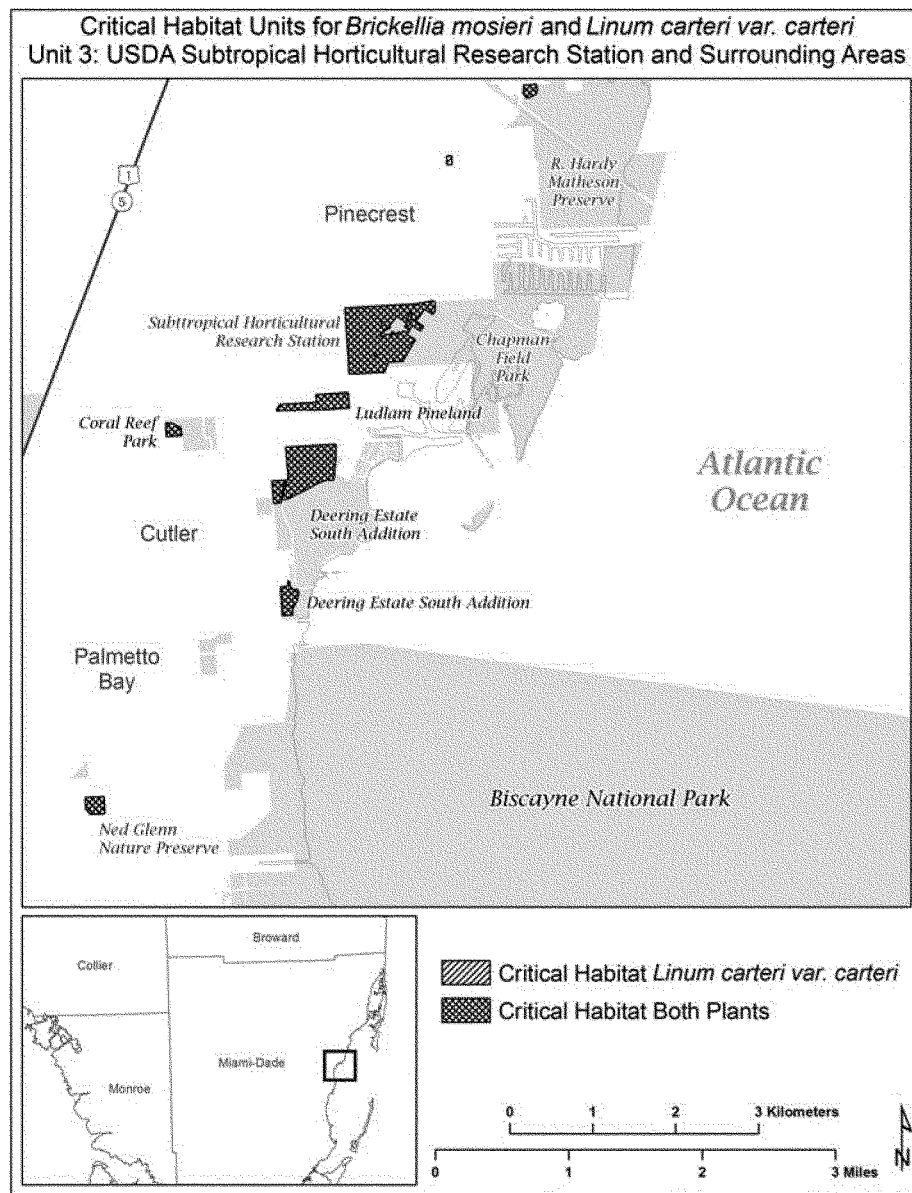 Critical Habitat Units for Brickellia mosieri and Linum carteri var. carteri
Unit 3: USDA Subtropical Horticultural Research Station and Surrounding Areas
R. Hardy
Matheson
Preserve
1
5
Pinecrest
Subttropical Horticultural
Research Station
Chapman
Field
Park
Coral Reef
Park
Ludlam Pineland
Atlantic
Ocean
Cutler
Deering Estate
South Addition
Deering Estate South Addition
Palmetto
Bay
Biscayne National Park
Ned Glenn
Nature Preserve
Broward
Collier
Miami-Dade
Monroe
Critical Habitat Linum carteri var. carteri
Critical Habitat Both Plants
0 1 2 3 Kilometers
0 1 2 3 Miles
N